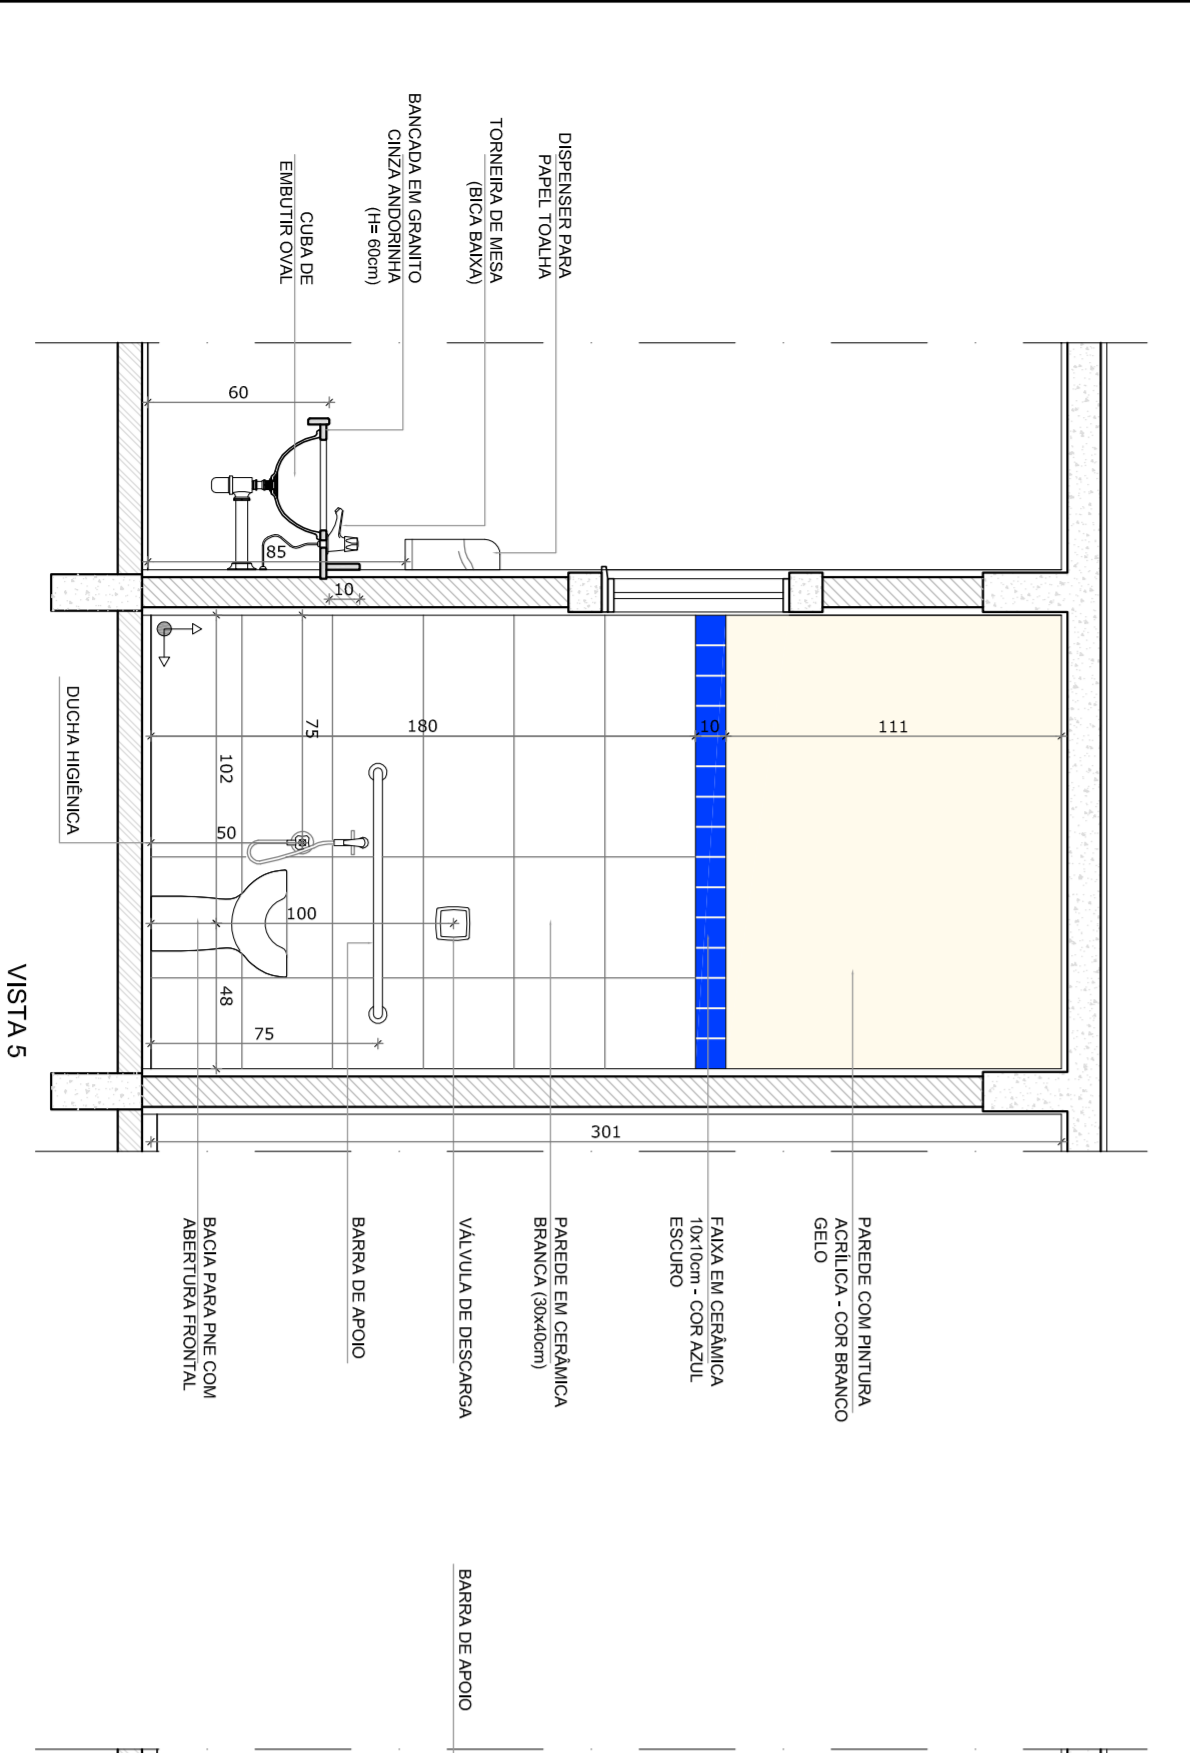 DISPENSER PARA
PAPEL TOALHA
TORNEIRA DE MESA
(BICA BAIXA)
BANCADA EM GRANITO
CINZA ANDORINHA
(H= 60cm)
CUBA DE
EMBUTIR OVAL
60
85
10
111
10
180
75
102
50
100
48
75
301
DUCHA HIGIÊNICA
PAREDE COM PINTURA
ACRÍLICA - COR BRANCO
GELO
FAIXA EM CERÂMICA
10x10cm - COR AZUL
ESCURO
PAREDE EM CERÂMICA
BRANCA (30x40cm)
VÁLVULA DE DESCARGA
BARRA DE APOIO
BACIA PARA PNE COM
ABERTURA FRONTAL
VISTA 5
BARRA DE APOIO